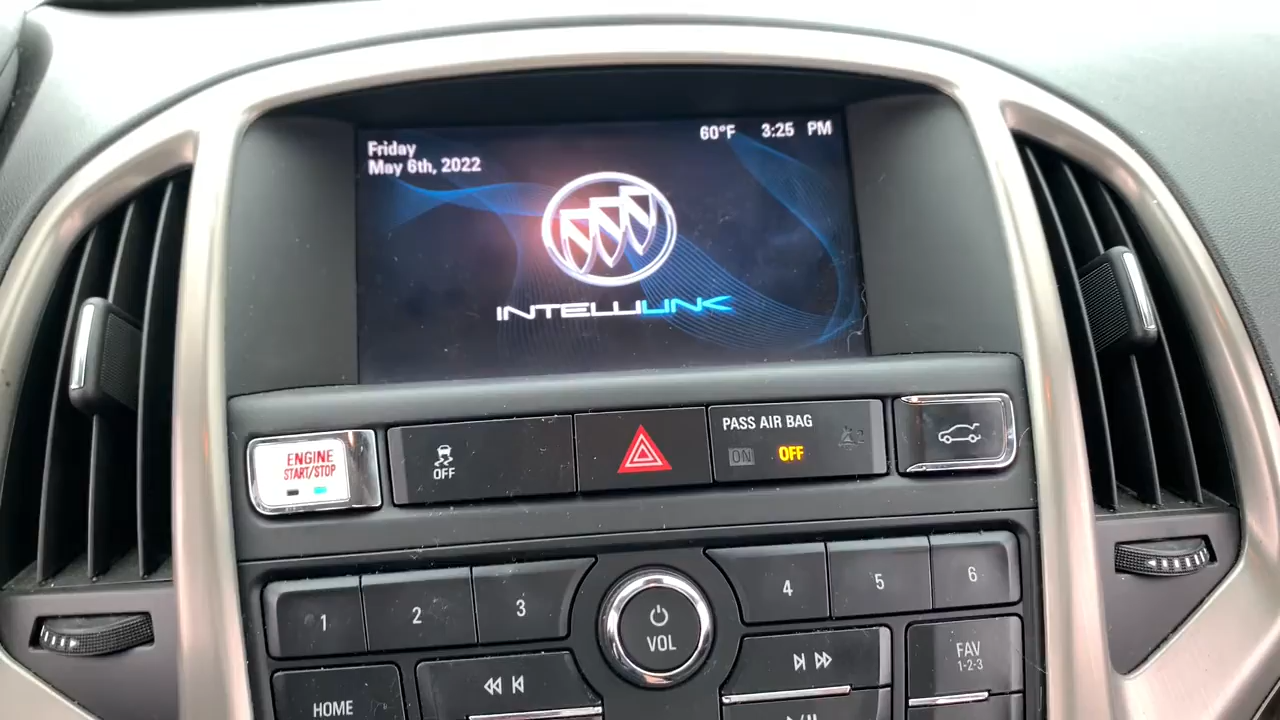 Friday
May 6th, 2022
60°F 3:25 PM
INTELLILINK
ENGINE
START/STOP
OFF
PASS AIR BAG
ON OFF 2
1
2
3
VOL
4
5
6
HOME
FAV
1-2-3